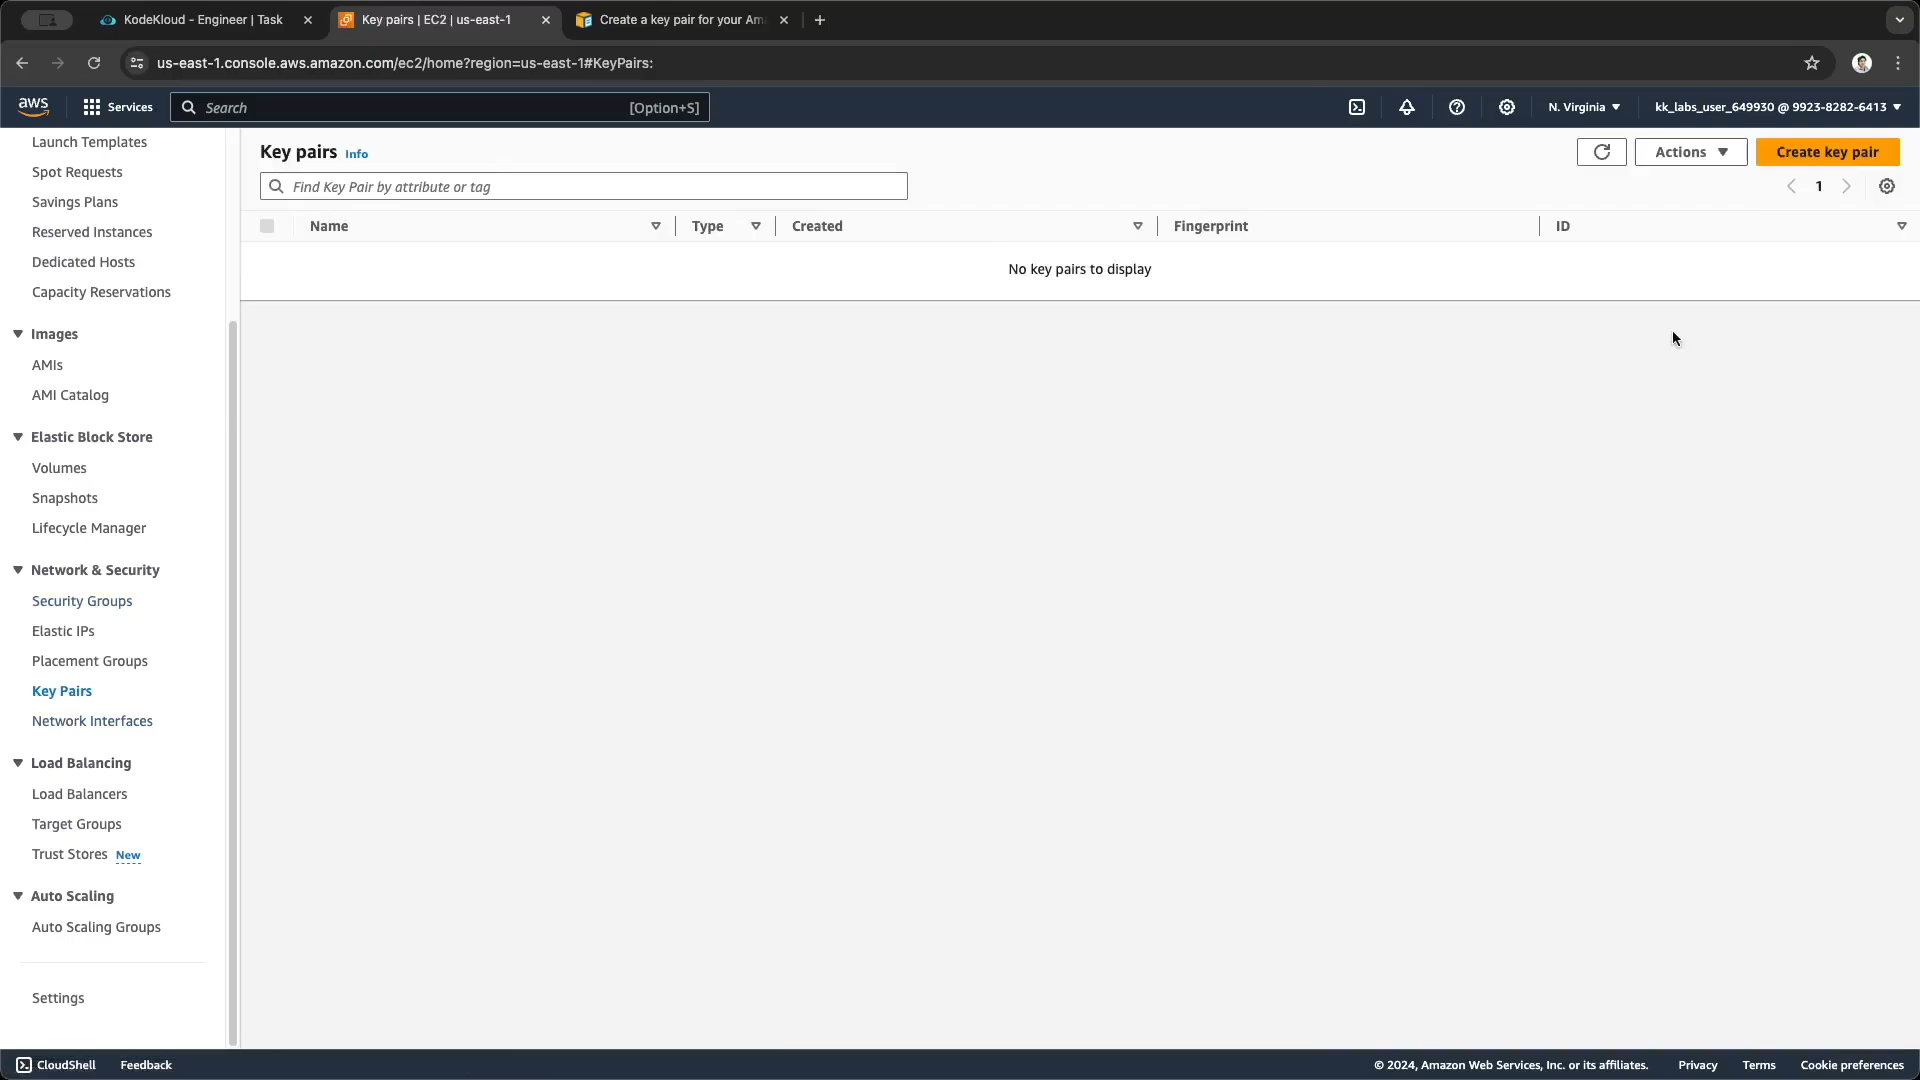 KodeKloud - Engineer | Task
Key pairs | EC2 | us-east-1
Create a key pair for your Am
us-east-1.console.aws.amazon.com/ec2/home?region=us-east-1#KeyPairs:
aws
Services
Search
[Option+S]
N. Virginia
kk_labs_user_649930 @ 9923-8282-6413
Launch Templates
Spot Requests
Savings Plans
Reserved Instances
Dedicated Hosts
Capacity Reservations
Images
AMIs
AMI Catalog
Elastic Block Store
Volumes
Snapshots
Lifecycle Manager
Network & Security
Security Groups
Elastic IPs
Placement Groups
Key Pairs
Network Interfaces
Load Balancing
Load Balancers
Target Groups
Trust Stores New
Auto Scaling
Auto Scaling Groups
Settings
Key pairs Info
Actions
Create key pair
Find Key Pair by attribute or tag
1
Name
Type
Created
Fingerprint
ID
No key pairs to display
CloudShell
Feedback
© 2024, Amazon Web Services, Inc. or its affiliates.
Privacy
Terms
Cookie preferences